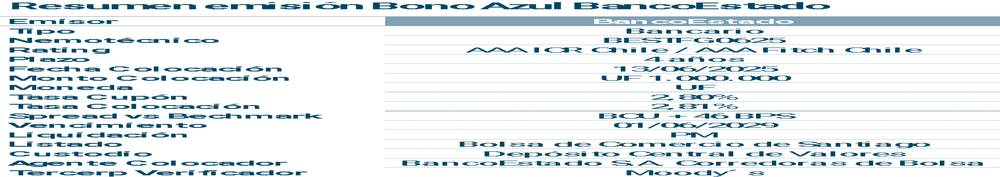 Resumen emisión Bono Azul BancoEstado
Emisor BancoEstado
Tipo Bancario
Nemotécnico BESTFG0625
Rating AAA ICR Chile / AAA Fitch Chile
Plazo 4 años
Fecha Colocación 13/06/2025
Monto Colocación UF 1.000.000
Moneda UF
Tasa Cupón 2,80%
Tasa Colocación 2,81%
Spread vs Bechmark BCU + 46 BPS
Vencimiento 01/06/2029
Liquidación PM
Listado Bolsa de Comercio de Santiago
Custodio Depósito Central de Valores
Agente Colocador BancoEstado S.A. Corredoras de Bolsa
Tercerp Verificador Moody´s